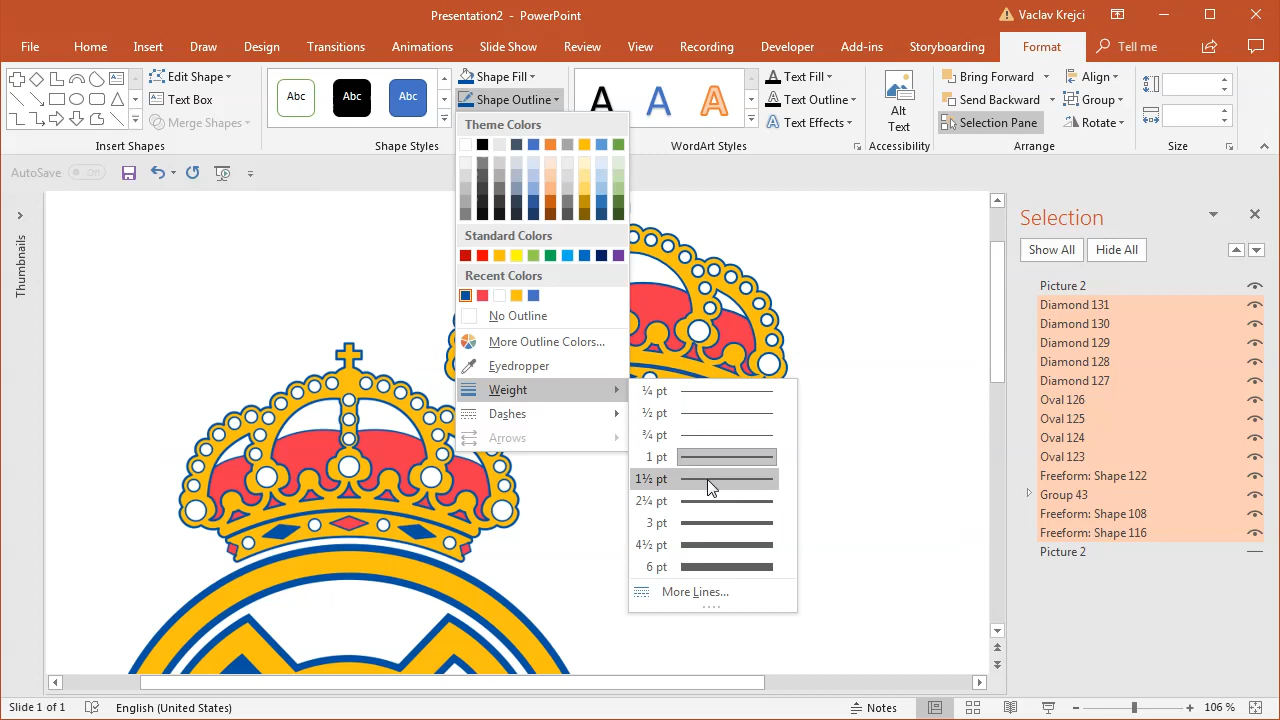 Presentation2 - PowerPoint
Vaclav Krejci
File Home Insert Draw Design Transitions Animations Slide Show Review View Recording Developer Add-ins Storyboarding Format Tell me
Edit Shape
Text Box
Merge Shapes
Insert Shapes
Abc Abc Abc
Shape Fill
Shape Outline
Shape Styles
A A A
Text Fill
Text Outline
Text Effects
WordArt Styles
Alt
Text
Accessibility
Bring Forward
Send Backward
Selection Pane
Align
Group
Rotate
Arrange
Size
AutoSave Off
Theme Colors
Standard Colors
Recent Colors
No Outline
More Outline Colors...
Eyedropper
Weight
Dashes
Arrows
¼ pt
½ pt
¾ pt
1 pt
1½ pt
2¼ pt
3 pt
4½ pt
6 pt
More Lines...
Thumbnails
Selection
Show All Hide All
Picture 2
Diamond 131
Diamond 130
Diamond 129
Diamond 128
Diamond 127
Oval 126
Oval 125
Oval 124
Oval 123
Freeform: Shape 122
Group 43
Freeform: Shape 108
Freeform: Shape 116
Picture 2
Slide 1 of 1 English (United States) Notes 106 %